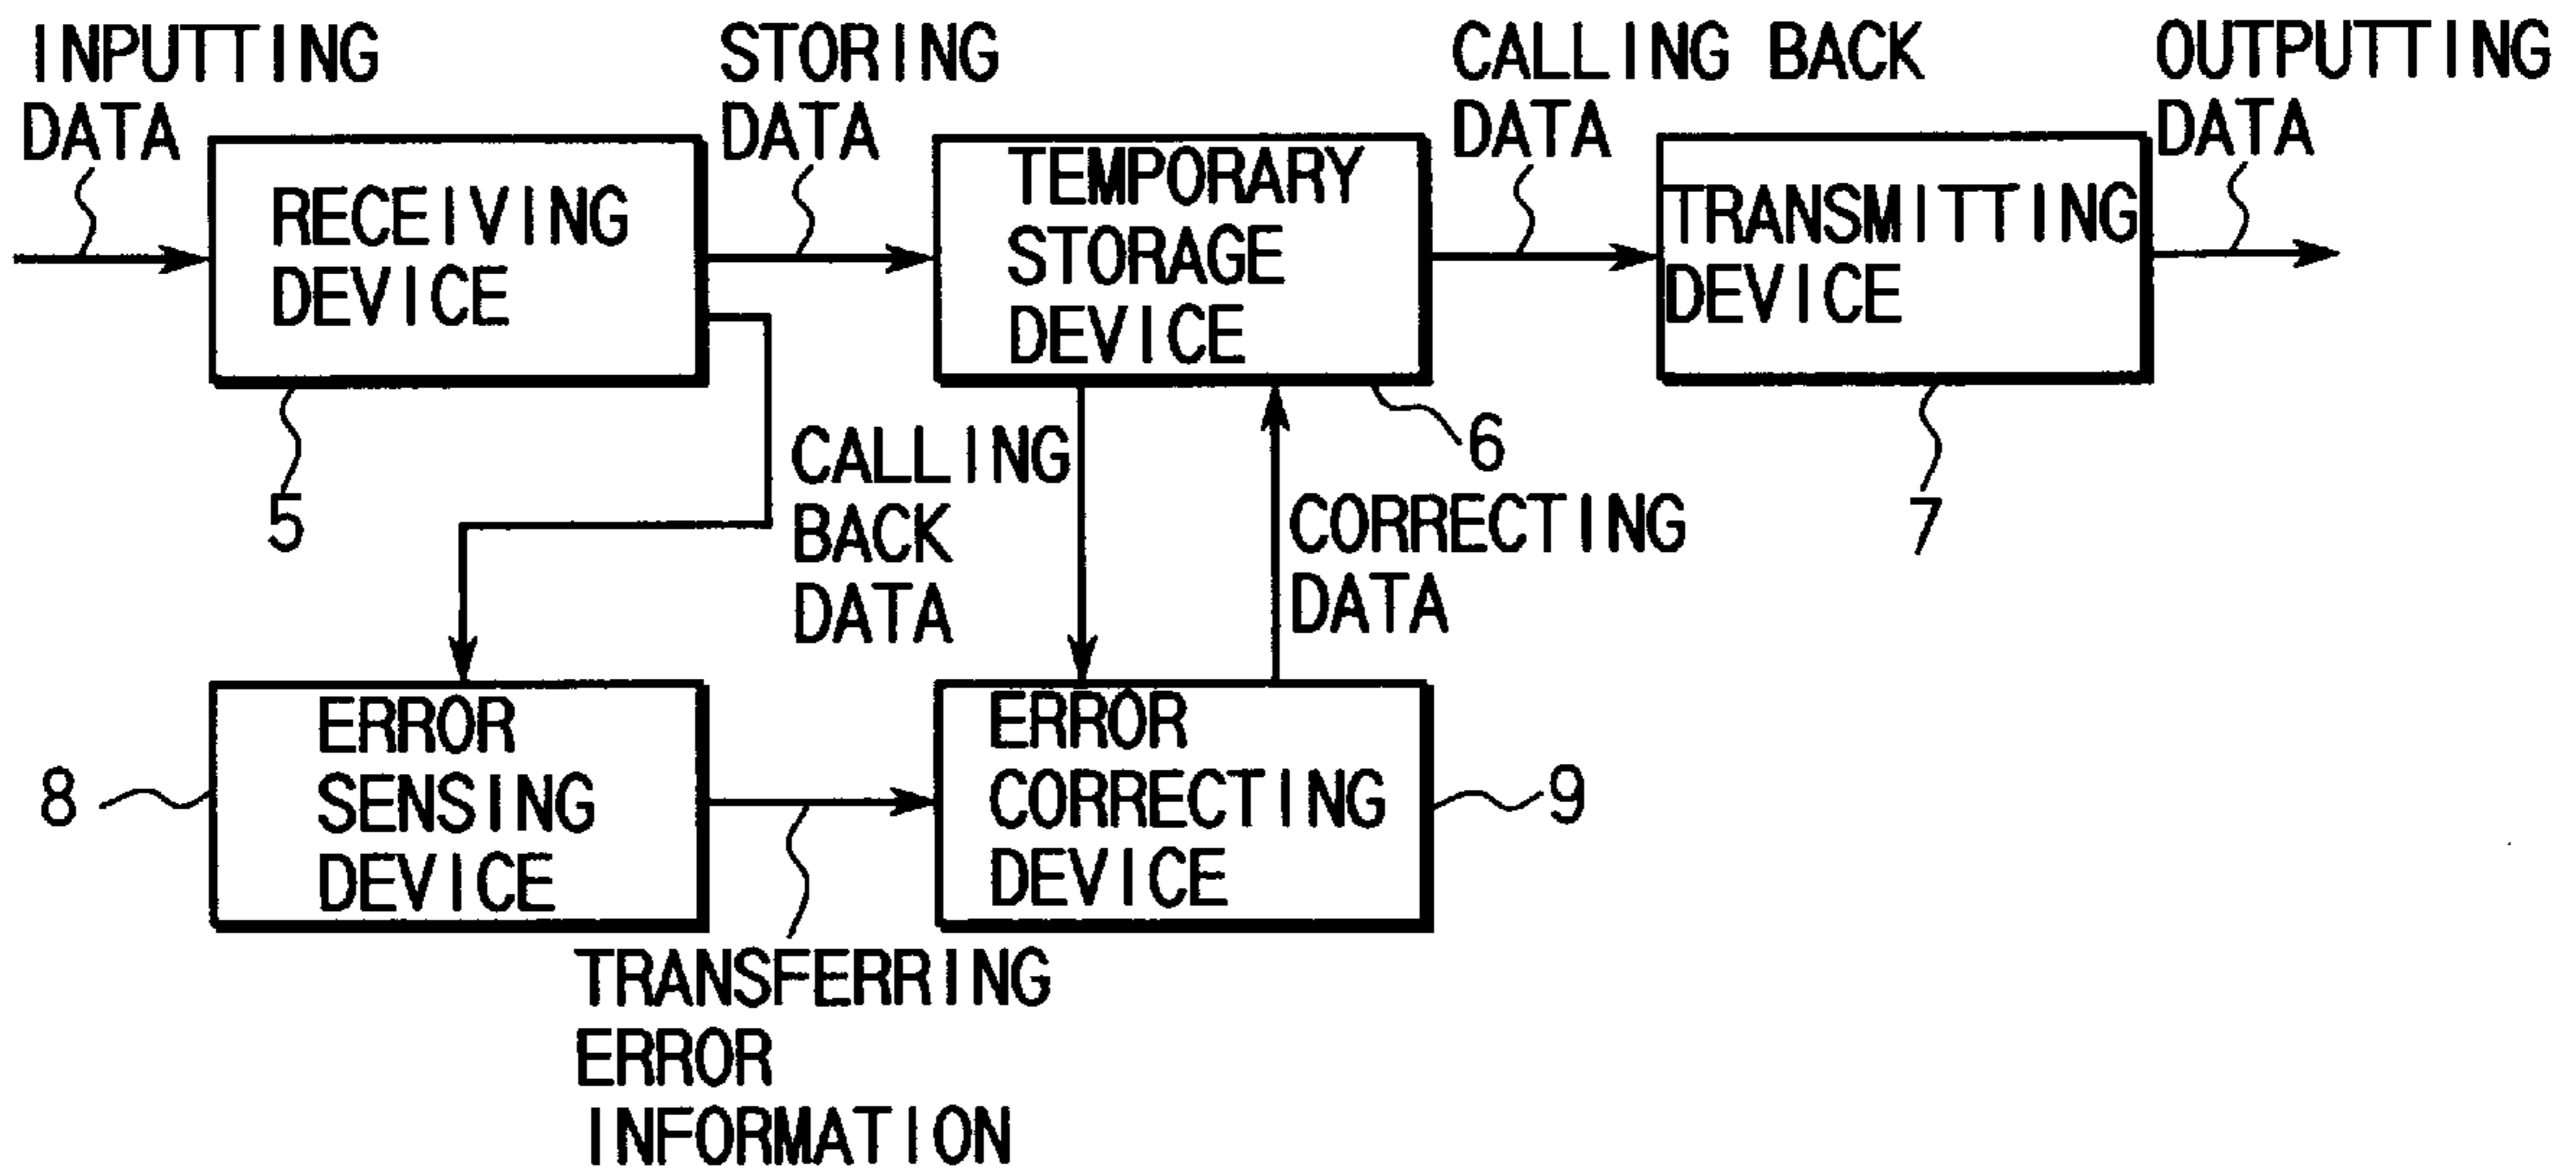 INPUTTING
DATA
STORING
DATA
CALLING BACK
DATA
OUTPUTTING
DATA
RECEIVING
DEVICE
TEMPORARY
STORAGE
DEVICE
TRANSMITTING
DEVICE
5
6
7
CALLING
BACK
DATA
CORRECTING
DATA
8
ERROR
SENSING
DEVICE
ERROR
CORRECTING
DEVICE
9
TRANSFERRING
ERROR
INFORMATION